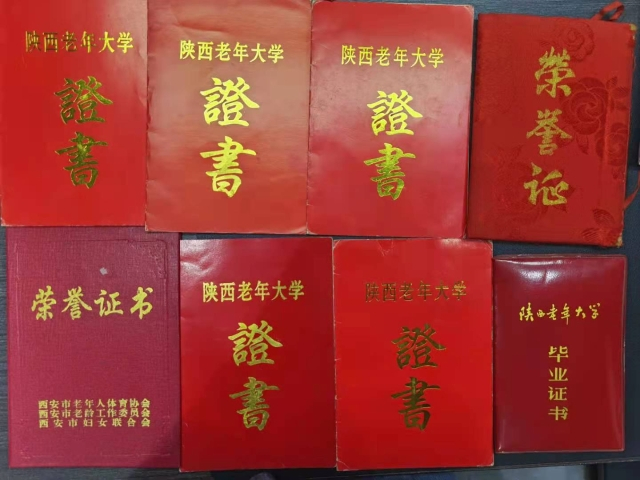 陕西老年大学
證書
陕西老年大学
證書
陕西老年大学
證書
荣誉证
荣誉证书
西安市老年人体育协会
西安市老龄工作委员会
西安市妇女联合会
陕西老年大学
證書
陕西老年大学
證書
陕西老年大学
毕业证书